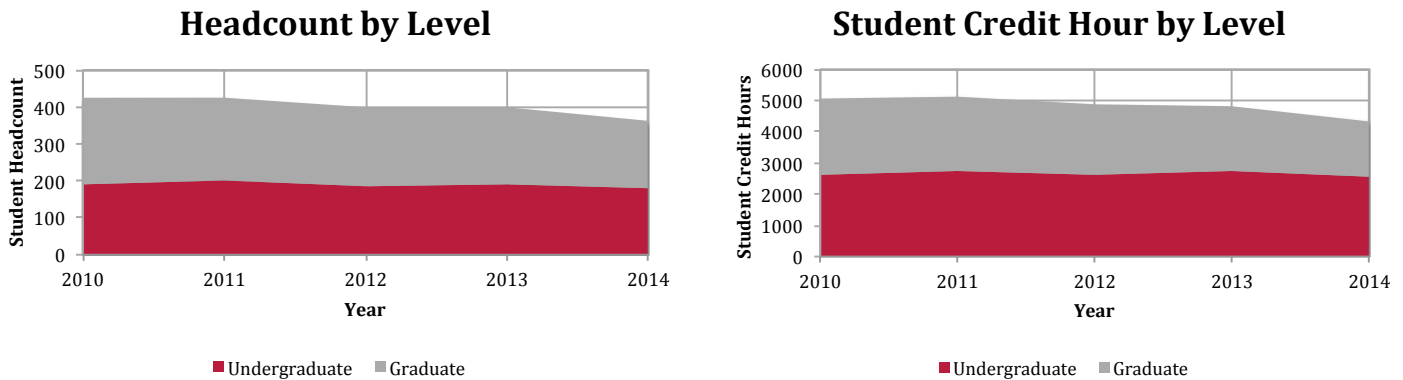 Headcount by Level
500
400
300
200
100
0
Student Headcount
2010 2011 2012 2013 2014
Year
Undergraduate Graduate
Student Credit Hour by Level
6000
5000
4000
3000
2000
1000
0
Student Credit Hours
2010 2011 2012 2013 2014
Year
Undergraduate Graduate